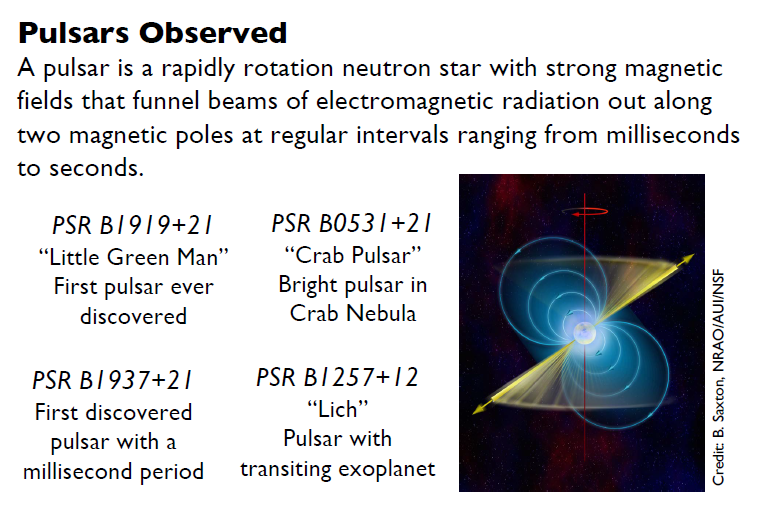 Pulsars Observed
A pulsar is a rapidly rotation neutron star with strong magnetic
fields that funnel beams of electromagnetic radiation out along
two magnetic poles at regular intervals ranging from milliseconds
to seconds.
PSR B1919+21
“Little Green Man”
First pulsar ever
discovered
PSR B0531+21
“Crab Pulsar”
Bright pulsar in
Crab Nebula
PSR B1937+21
First discovered
pulsar with a
millisecond period
PSR B1257+12
“Lich”
Pulsar with
transiting exoplanet
Credit: B. Saxton, NRAO/AUI/NSF